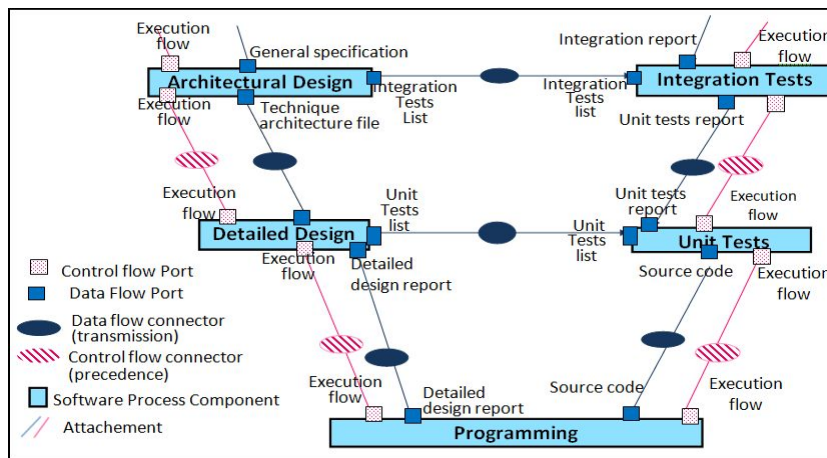 Execution
flow
General specification
Architectural Design
Execution
flow
Technique
architecture file
Integration
Tests
List
Integration
Tests
list
Integration report
Execution
flow
Integration Tests
Unit tests report
Execution
flow
Detailed Design
Execution
flow
Unit
Tests
list
Detailed
design report
Unit
Tests
list
Unit tests
report
Execution
flow
Unit Tests
Source code
Execution
flow
Control flow Port
Data Flow Port
Data flow connector
(transmission)
Control flow connector
(precedence)
Software Process Component
Attachement
Execution
flow
Detailed
design report
Source code
Execution
flow
Programming